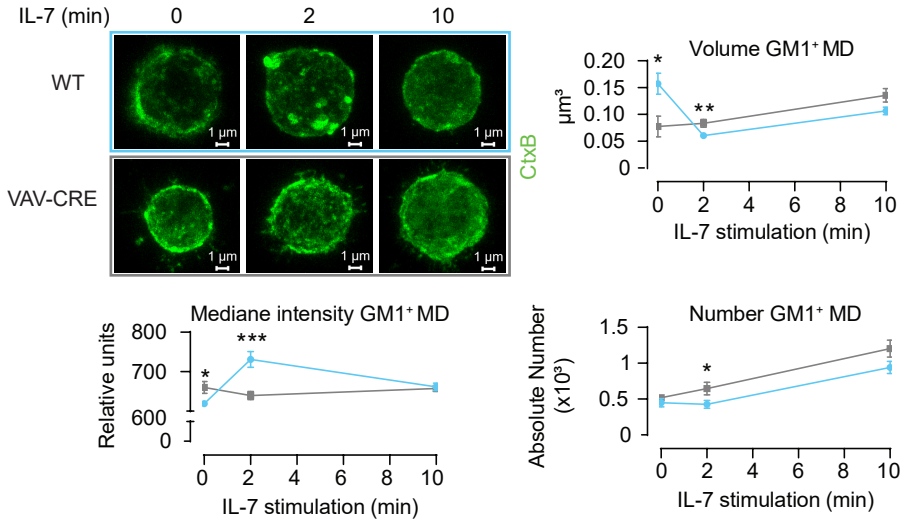 IL-7 (min) 0 2 10
WT
1 µm 1 µm 1 µm
VAV-CRE
1 µm 1 µm 1 µm
CtxB
Volume GM1⁺ MD
µm³
0.20
0.15
0.10
0.05
0
*
**
0 2 4 6 8 10
IL-7 stimulation (min)
Mediane intensity GM1⁺ MD
Relative units
800
700
600
0
*
***
0 2 4 6 8 10
IL-7 stimulation (min)
Number GM1⁺ MD
Absolute Number
(x10³)
1.5
1
0.5
0
*
0 2 4 6 8 10
IL-7 stimulation (min)